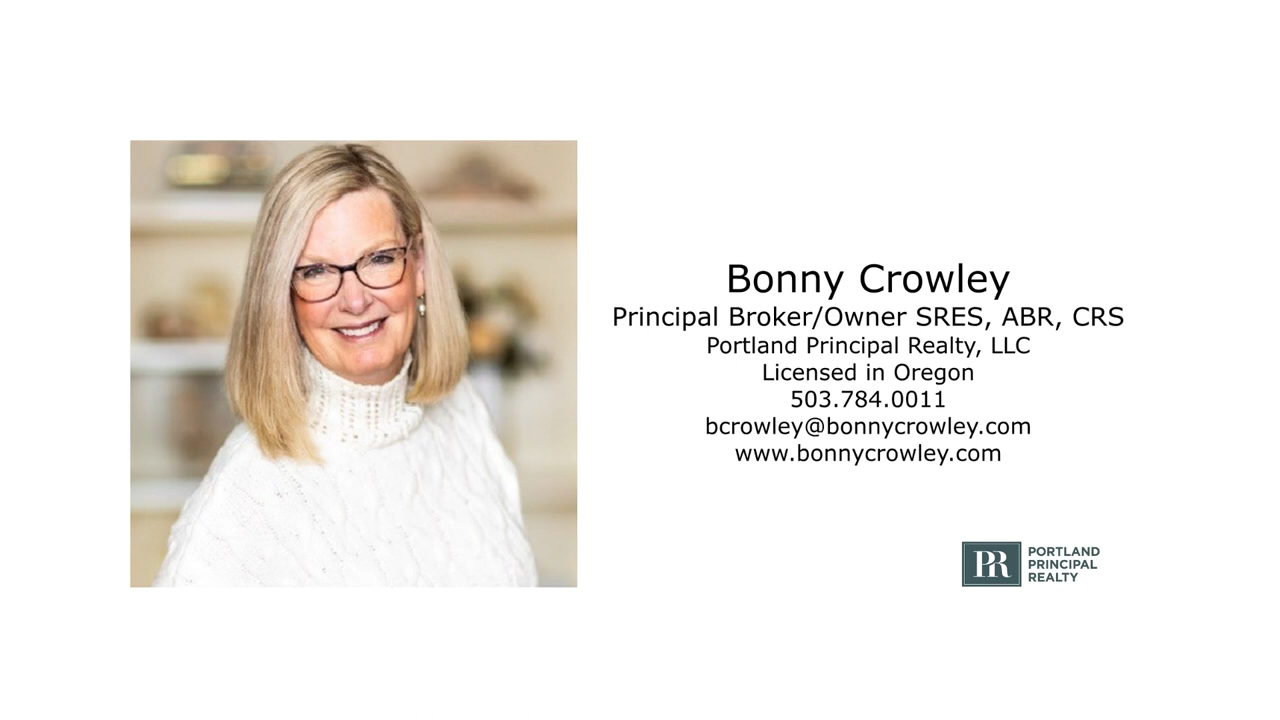 Bonny Crowley
Principal Broker/Owner SRES, ABR, CRS
Portland Principal Realty, LLC
Licensed in Oregon
503.784.0011
bcrowley@bonnycrowley.com
www.bonnycrowley.com
PR
PORTLAND
PRINCIPAL
REALTY